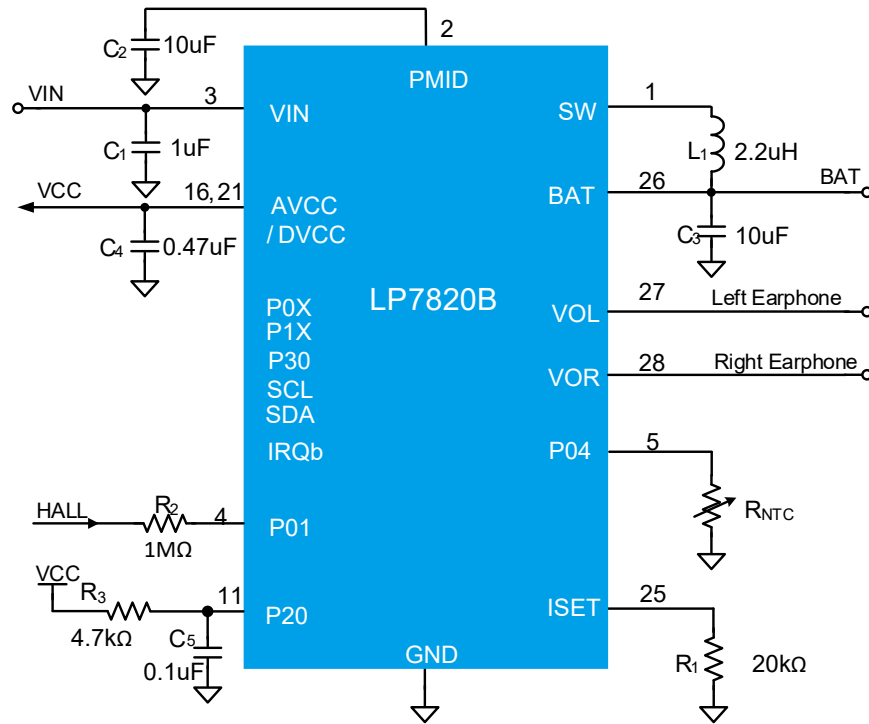 2
C2 10uF
PMID
VIN 3 VIN
SW 1
C1 1uF
L1 2.2uH
VCC 16, 21 AVCC
/ DVCC
BAT 26 BAT
C4 0.47uF
C3 10uF
LP7820B
P0X
P1X
P30
SCL
SDA
IRQb
VOL 27 Left Earphone
VOR 28 Right Earphone
P04 5
RNTC
HALL R2 4 P01
1MΩ
VCC R3 11 P20
4.7kΩ C5
0.1uF
ISET 25
R1 20kΩ
GND